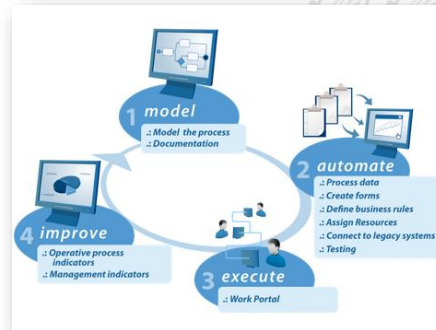 1 model
.: Model the process
.: Documentation
2 automate
.: Process data
.: Create forms
.: Define business rules
.: Assign Resources
.: Connect to legacy systems
.: Testing
3 execute
.: Work Portal
4 improve
.: Operative process
indicators
.: Management indicators